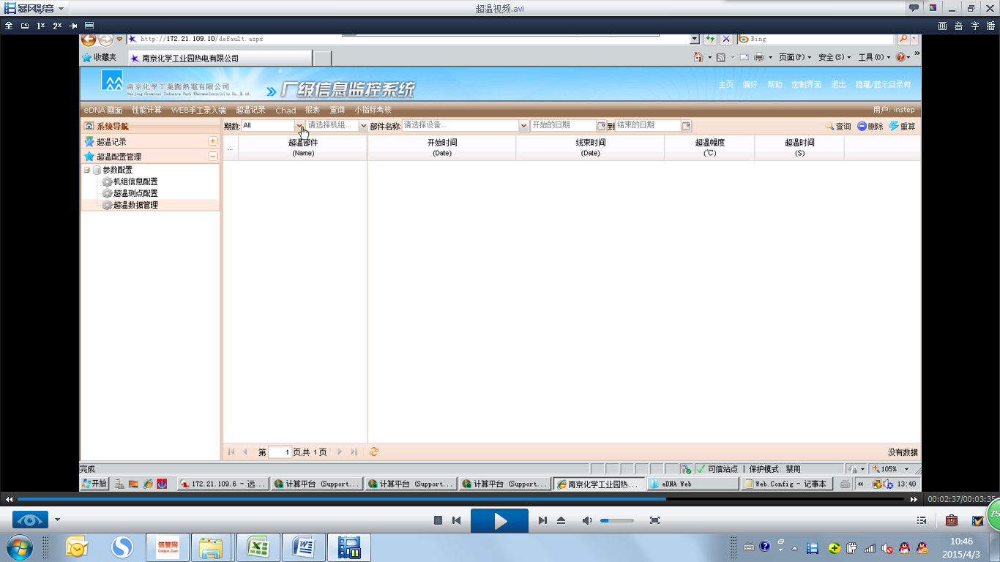 暴风影音
超温视频.avi
全 1× 2× 画 音 字 播
http://172.21.109.10/default.aspx
Bing
收藏夹 南京化学工业园热电有限公司
页面(P) 安全(S) 工具(O)
南京化學工業園熱電有限公司
Nanjing Chemical Industry Park Thermoelectricity Co.,Ltd.
厂级信息监控系统
主页 偏好 帮助 定制界面 退出 隐藏/显示目录树
eDNA 画面 性能计算 WEB手工录入端 超温记录 Chad 报表 查询 小指标考核
用户: instep
系统导航
期数: All 请选择机组... 部件名称: 请选择设备... 开始的日期 到 结束的日期 查询 删除 重算
超温记录
超温配置管理
参数配置
机组信息配置
超温测点配置
超温数据管理
... 超温部件 开始时间 线束时间 超温幅度 超温时间
(Name) (Date) (Date) (℃) (S)
第 1 页,共 1 页
没有数据
完成
可信站点 | 保护模式: 禁用
105%
开始 172.21.109.6 - 远... 计算平台 (Support... 计算平台 (Support... 计算平台 (Support... 南京化学工业园热... eDNA Web Web.Config - 记事本 « 13:40
00:02:37/00:03:35
75
信管网
Cnitpm.Com
10:46
2015/4/3